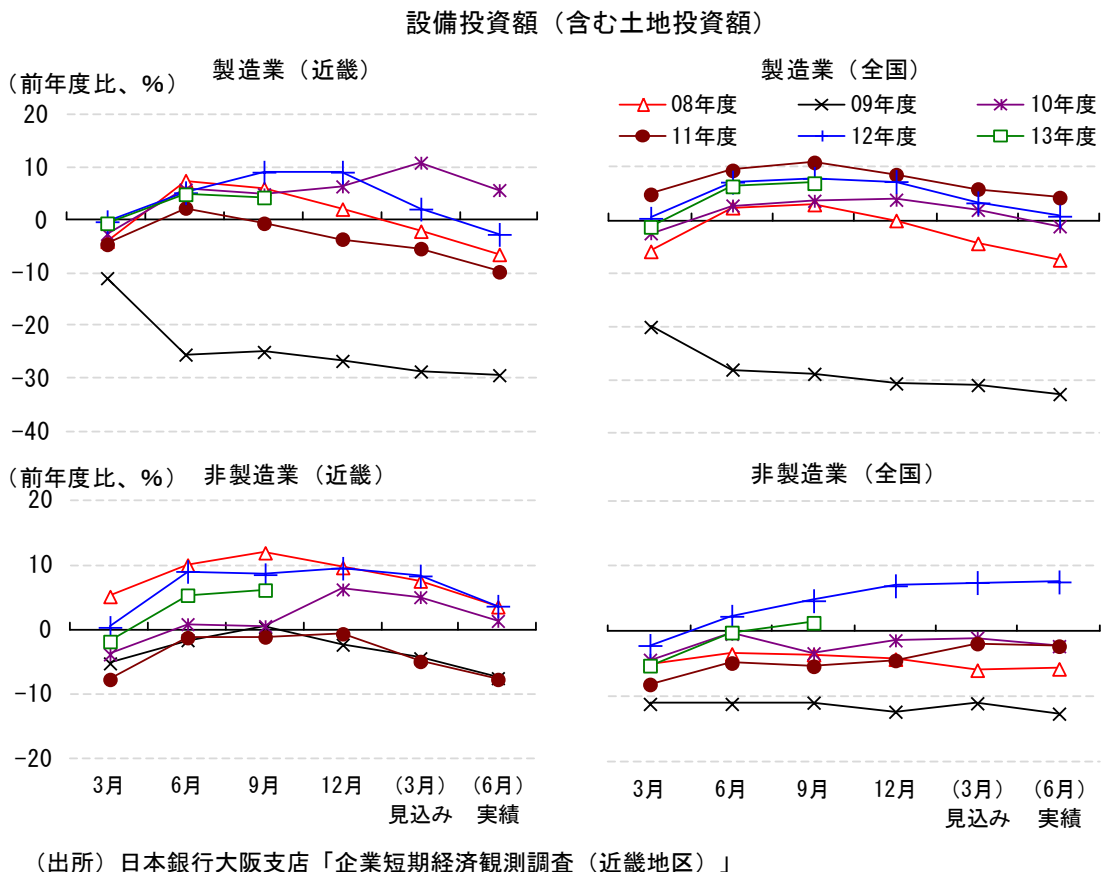 設備投資額（含む土地投資額）
（前年度比、%）
製造業（近畿）
製造業（全国）
08年度
09年度
10年度
11年度
12年度
13年度
20
10
0
-10
-20
-30
-40
（前年度比、%）
非製造業（近畿）
非製造業（全国）
20
10
0
-10
-20
3月 6月 9月 12月 （3月） （6月）
見込み 実績
3月 6月 9月 12月 （3月） （6月）
見込み 実績
（出所）日本銀行大阪支店「企業短期経済観測調査（近畿地区）」